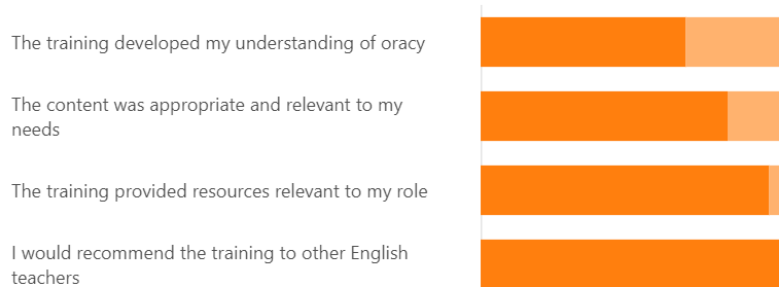 The training developed my understanding of oracy
The content was appropriate and relevant to my
needs
The training provided resources relevant to my role
I would recommend the training to other English
teachers